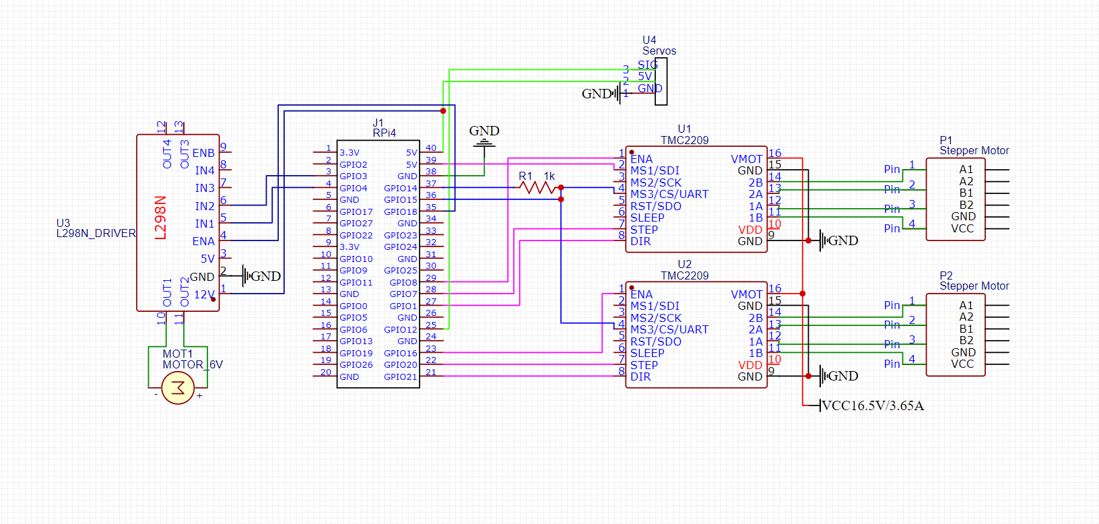 U4
Servos
3 SIG
2 5V
1 GND
GND
U3
L298N_DRIVER
L298N
12 OUT4
13 OUT3
ENB 9
IN4 8
IN3 7
IN2 6
IN1 5
ENA 4
5V 3
GND 2
12V 1
GND
10 OUT1
11 OUT2
MOT1
MOTOR_6V
- +
J1
RPi4
1 3.3V 5V 40
2 GPIO2 5V 39
3 GPIO3 GND 38
4 GPIO4 GPIO14 37
5 GND GPIO15 36
6 GPIO17 GPIO18 35
7 GPIO27 GND 34
8 GPIO22 GPIO23 33
9 3.3V GPIO24 32
10 GPIO10 GND 31
11 GPIO9 GPIO25 30
12 GPIO11 GPIO8 29
13 GND GPIO7 28
14 GPIO0 GPIO1 27
15 GPIO5 GND 26
16 GPIO6 GPIO12 25
17 GPIO13 GND 24
18 GPIO19 GPIO16 23
19 GPIO26 GPIO20 22
20 GND GPIO21 21
GND
R1 1k
U1
TMC2209
1 ENA VMOT 16
2 MS1/SDI GND 15
3 MS2/SCK 2B 14
4 MS3/CS/UART 2A 13
5 RST/SDO 1A 12
6 SLEEP 1B 11
7 STEP VDD 10
8 DIR GND 9
GND
P1
Stepper Motor
Pin 1 A1
Pin 2 A2
B1
Pin 3 B2
GND
Pin 4 VCC
U2
TMC2209
1 ENA VMOT 16
2 MS1/SDI GND 15
3 MS2/SCK 2B 14
4 MS3/CS/UART 2A 13
5 RST/SDO 1A 12
6 SLEEP 1B 11
7 STEP VDD 10
8 DIR GND 9
GND
P2
Stepper Motor
Pin 1 A1
Pin 2 A2
B1
Pin 3 B2
GND
Pin 4 VCC
VCC16.5V/3.65A